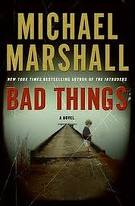 MICHAEL
MARSHALL
NEW YORK TIMES BESTSELLING AUTHOR OF THE INTRUDERS
BAD THINGS
A NOVEL